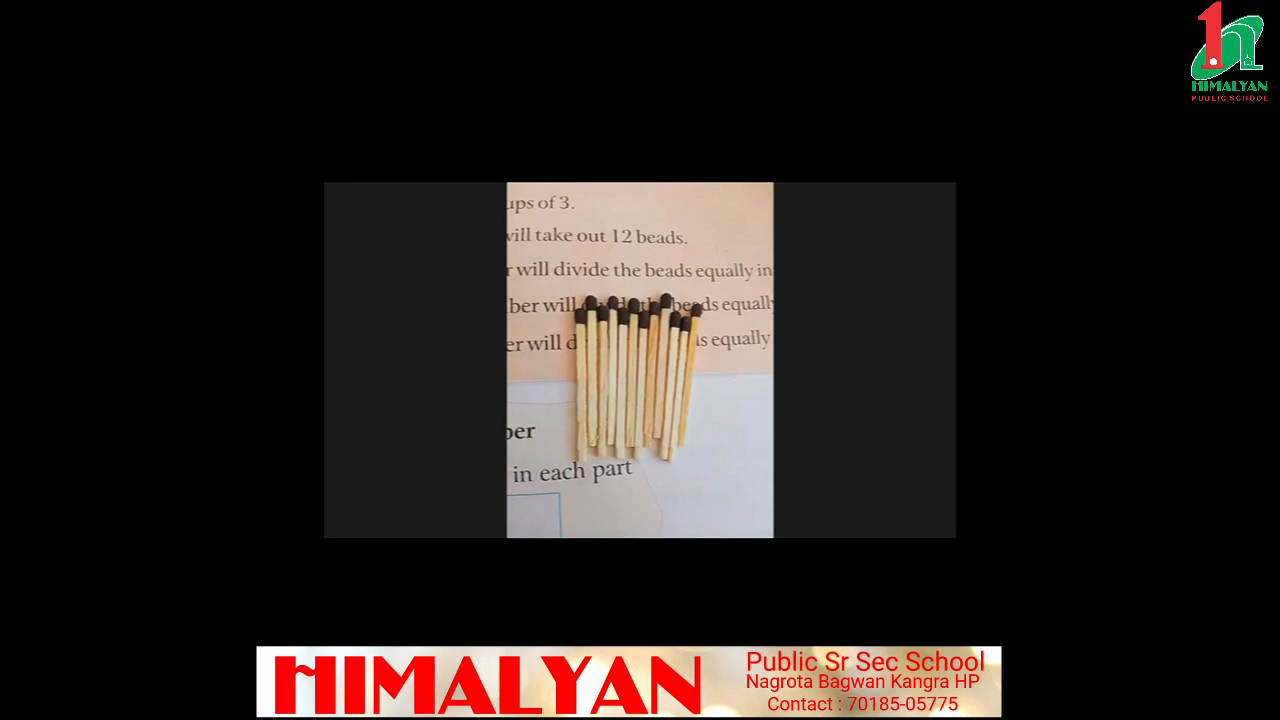 HIMALYAN
PUBLIC SCHOOL
ups of 3.
will take out 12 beads.
r will divide the beads equally in
ber will divide the beads equally
er will d s equally
ber
in each part
HIMALYAN
Public Sr Sec School
Nagrota Bagwan Kangra HP
Contact : 70185-05775